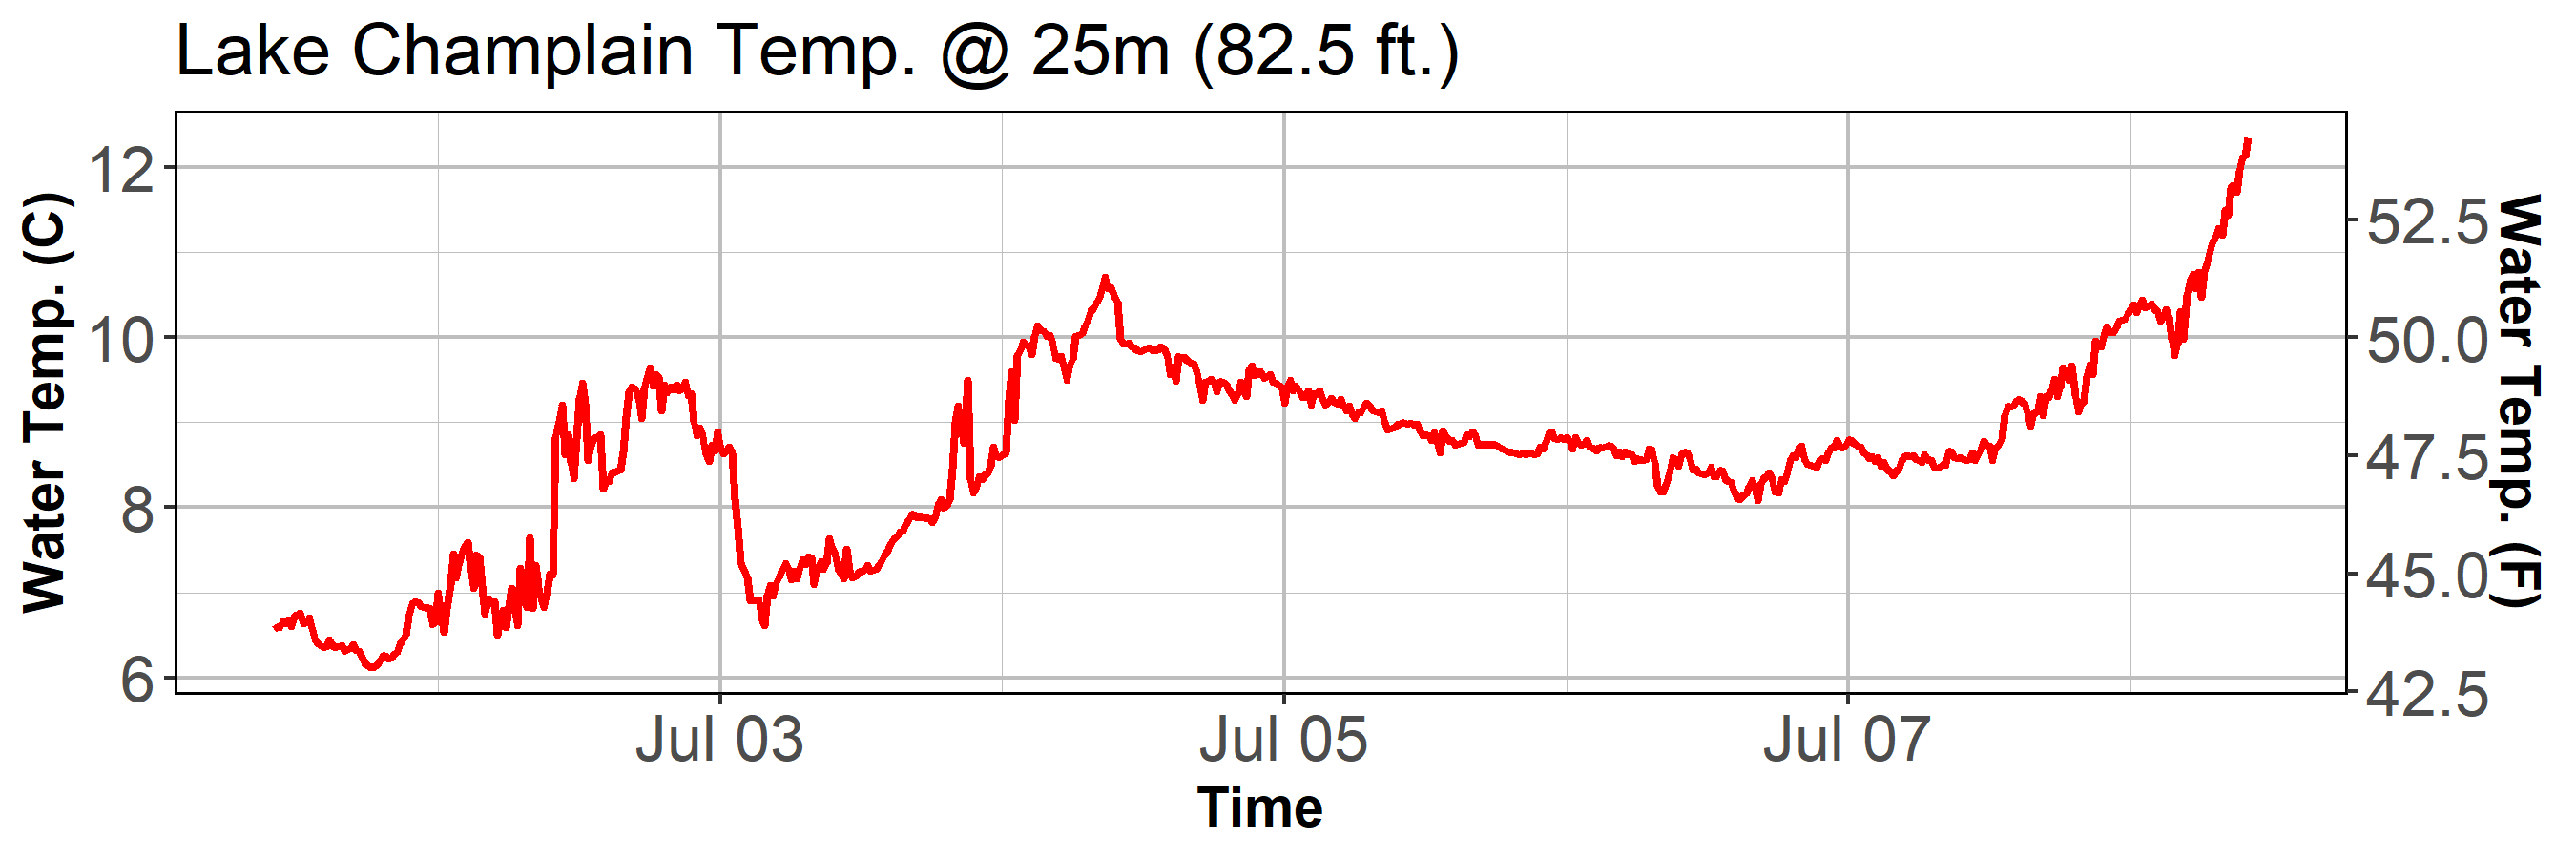 Lake Champlain Temp. @ 25m (82.5 ft.)
Water Temp. (C)
12
10
8
6
52.5
50.0
47.5
45.0
42.5
Water Temp. (F)
Jul 03 Jul 05 Jul 07
Time